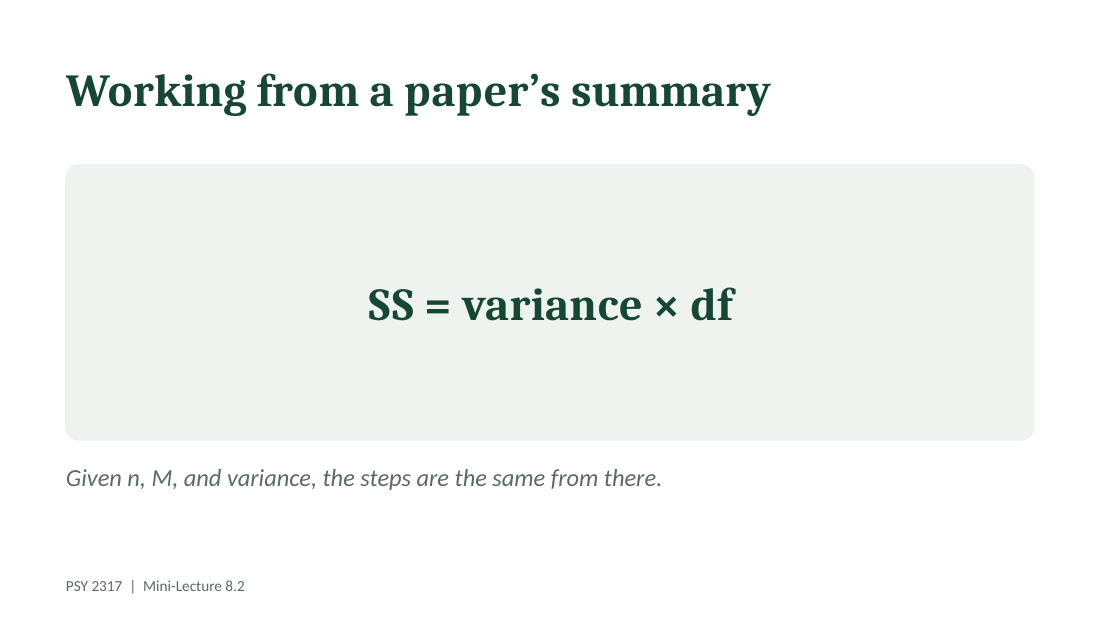 Working from a paper’s summary
SS = variance × df
Given n, M, and variance, the steps are the same from there.
PSY 2317 | Mini-Lecture 8.2